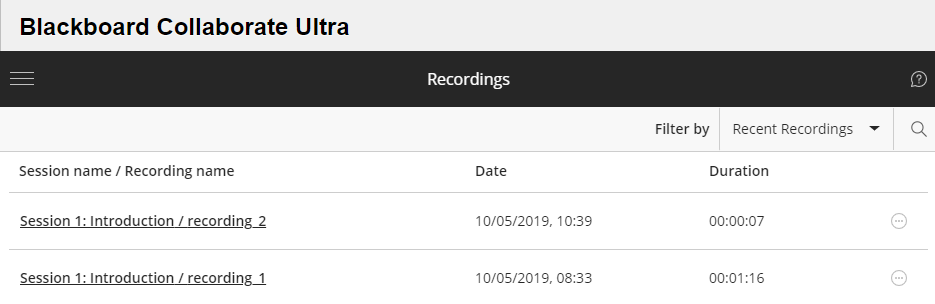 Blackboard Collaborate Ultra
Recordings
Filter by Recent Recordings
Session name / Recording name Date Duration
Session 1: Introduction / recording_2 10/05/2019, 10:39 00:00:07
Session 1: Introduction / recording_1 10/05/2019, 08:33 00:01:16